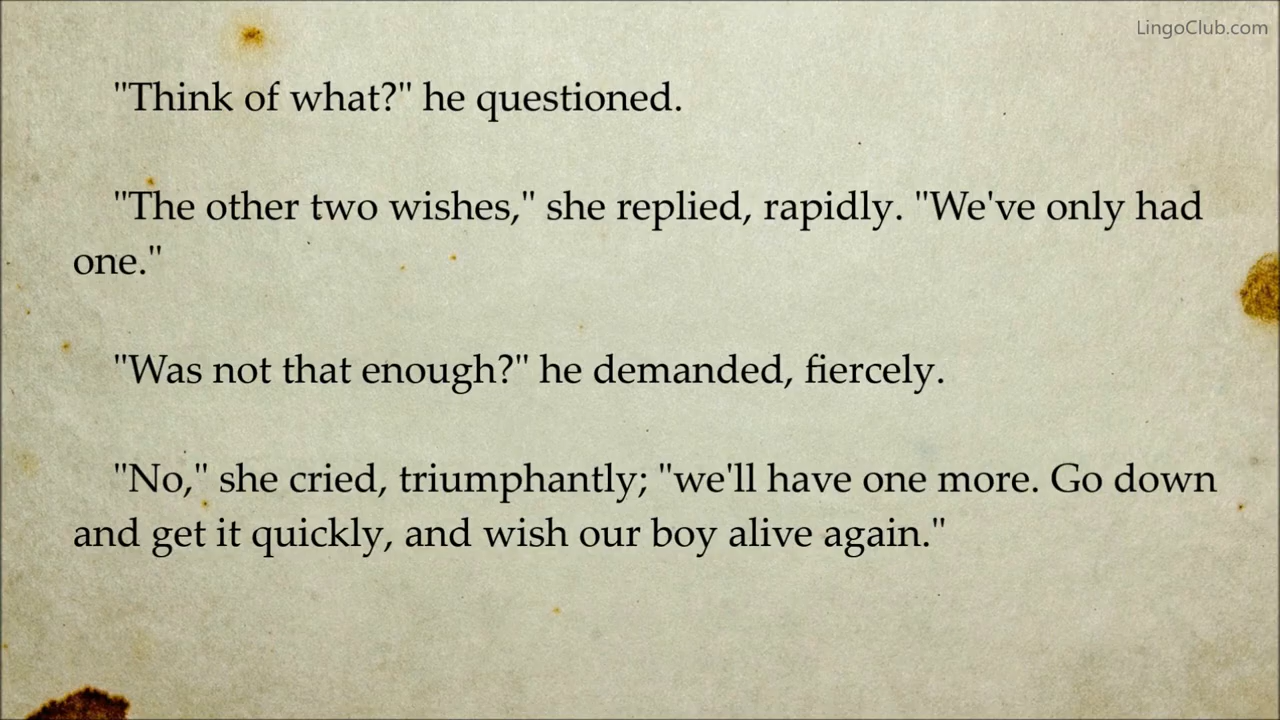 LingoClub.com
"Think of what?" he questioned.
"The other two wishes," she replied, rapidly. "We've only had
one."
"Was not that enough?" he demanded, fiercely.
"No," she cried, triumphantly; "we'll have one more. Go down
and get it quickly, and wish our boy alive again."